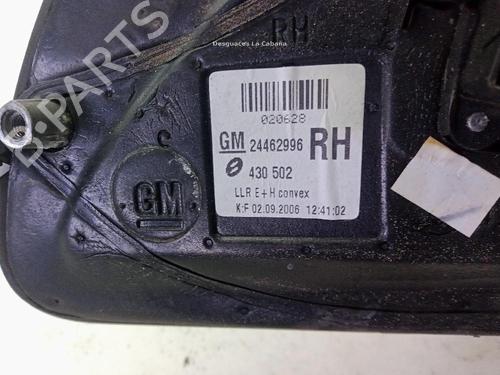 RH
Desguaces La Cabaña
020628
GM 24462996 RH
430 502
LLR E+H convex
K:F 02.09.2006 12:41:02
C
GM
B-PARTS